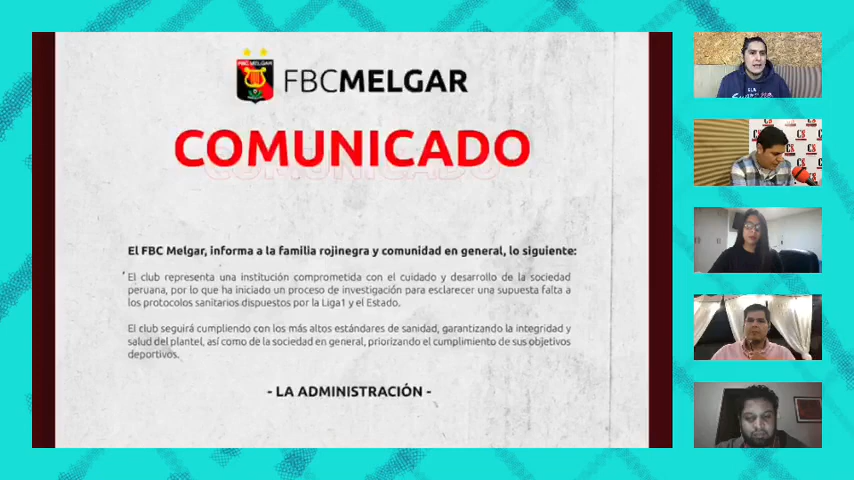 FBC MELGAR
FBCMELGAR
COMUNICADO
El FBC Melgar, informa a la familia rojinegra y comunidad en general, lo siguiente:
El club representa una institución comprometida con el cuidado y desarrollo de la sociedad
peruana, por lo que ha iniciado un proceso de investigación para esclarecer una supuesta falta a
los protocolos sanitarios dispuestos por la Liga1 y el Estado.
El club seguirá cumpliendo con los más altos estándares de sanidad, garantizando la integridad y
salud del plantel, así como de la sociedad en general, priorizando el cumplimiento de sus objetivos
deportivos.
- LA ADMINISTRACIÓN -